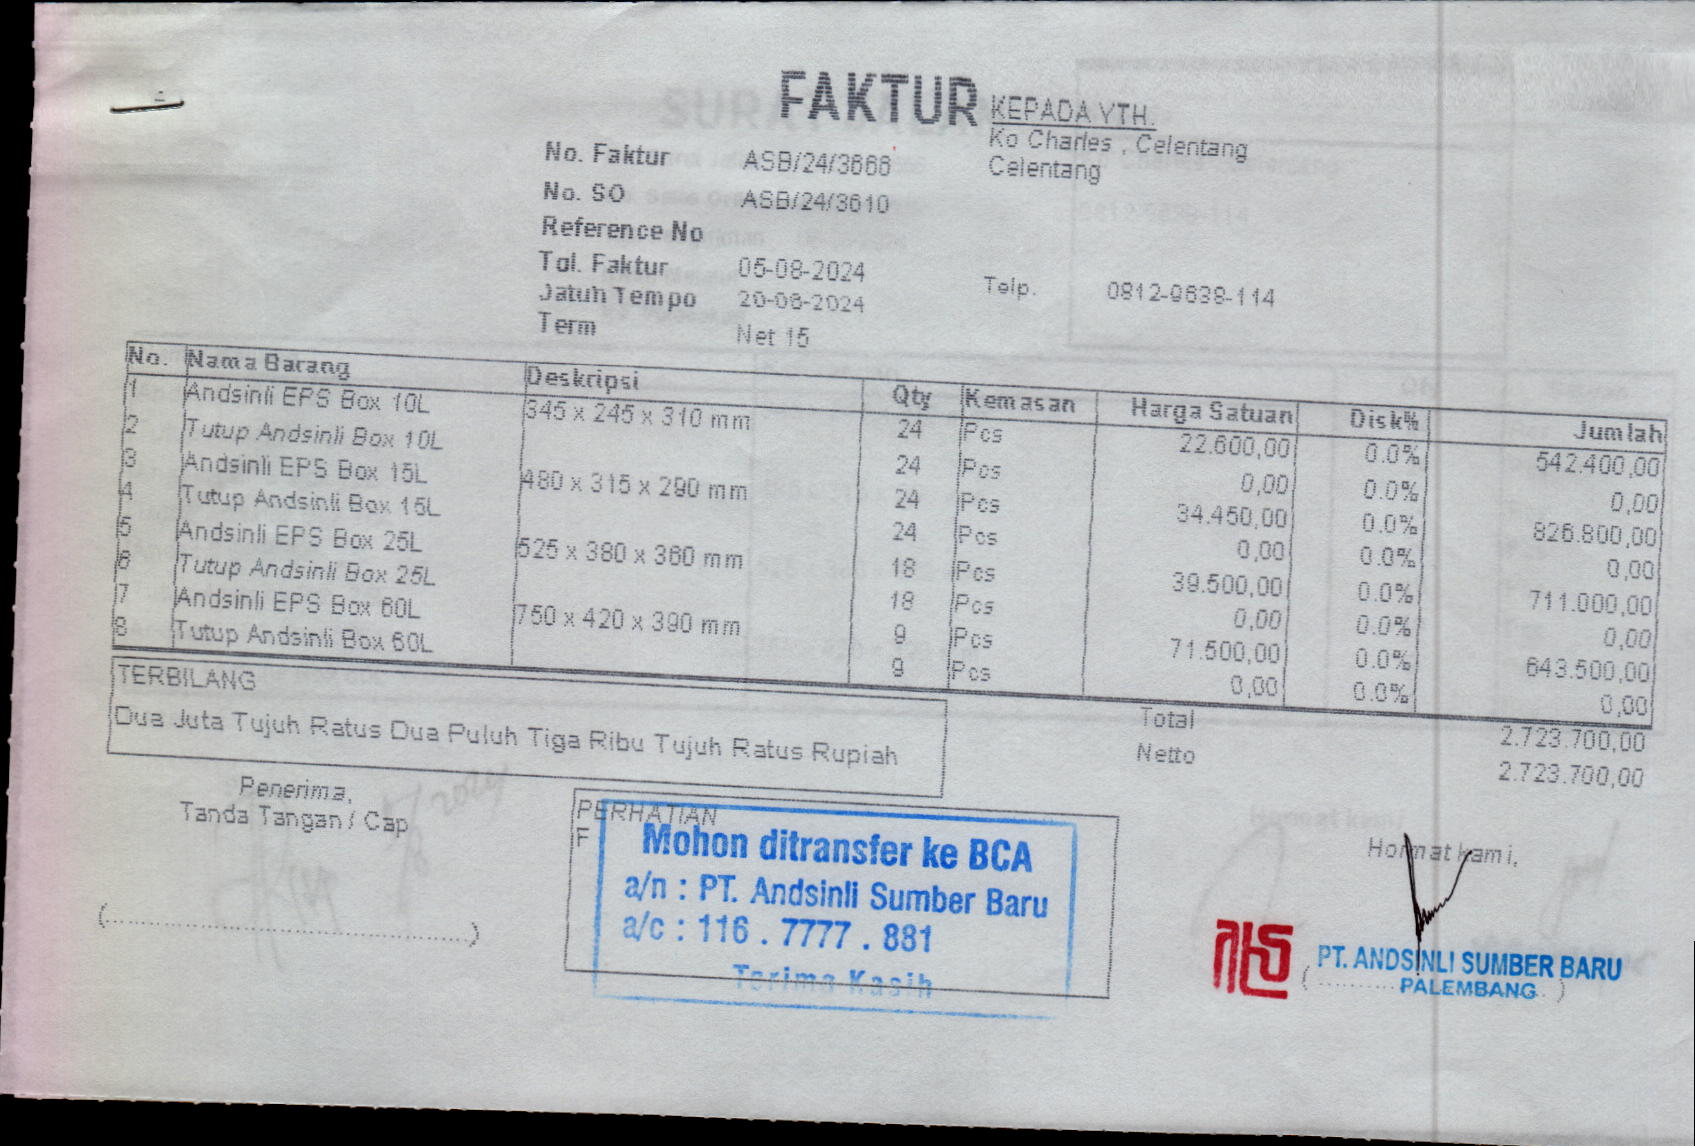 FAKTUR
KEPADA YTH.
Ko Charles , Celentang
Celentang
No. Faktur ASB/24/3666
No. SO ASB/24/3610
Reference No
Tgl. Faktur 05-08-2024
Jatuh Tempo 20-08-2024
Term Net 15
Telp. 0812-9638-114
No. Nama Barang Deskripsi Qty Kemasan Harga Satuan Disk% Jumlah
1 Andsinli EPS Box 10L 345 x 245 x 310 mm 24 Pcs 22.600,00 0.0% 542.400,00
2 Tutup Andsinli Box 10L 24 Pcs 0,00 0.0% 0,00
3 Andsinli EPS Box 15L 480 x 315 x 290 mm 24 Pcs 34.450,00 0.0% 826.800,00
4 Tutup Andsinli Box 15L 24 Pcs 0,00 0.0% 0,00
5 Andsinli EPS Box 25L 525 x 380 x 360 mm 18 Pcs 39.500,00 0.0% 711.000,00
6 Tutup Andsinli Box 25L 18 Pcs 0,00 0.0% 0,00
7 Andsinli EPS Box 60L 750 x 420 x 390 mm 9 Pcs 71.500,00 0.0% 643.500,00
8 Tutup Andsinli Box 60L 9 Pcs 0,00 0.0% 0,00
TERBILANG
Dua Juta Tujuh Ratus Dua Puluh Tiga Ribu Tujuh Ratus Rupiah
Total 2.723.700,00
Netto 2.723.700,00
Penerima,
Tanda Tangan / Cap
PERHATIAN
F
Mohon ditransfer ke BCA
a/n : PT. Andsinli Sumber Baru
a/c : 116 . 7777 . 881
Terima Kasih
Hormat kami,
PT. ANDSINLI SUMBER BARU
PALEMBANG